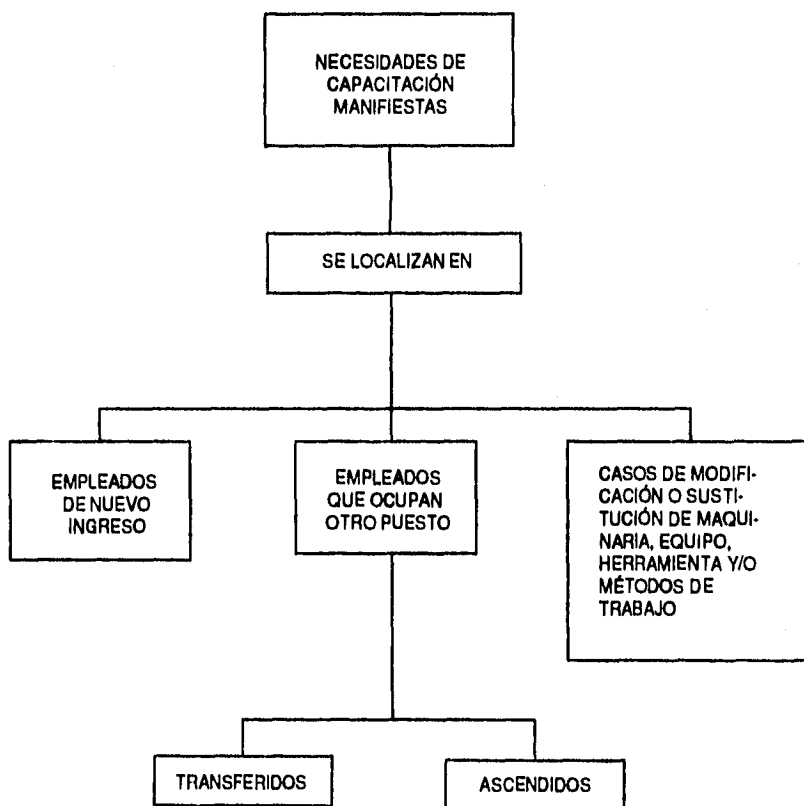 NECESIDADES DE
CAPACITACIÓN
MANIFIESTAS
SE LOCALIZAN EN
EMPLEADOS
DE NUEVO
INGRESO
EMPLEADOS
QUE OCUPAN
OTRO PUESTO
CASOS DE MODIFI-
CACIÓN O SUSTI-
TUCIÓN DE MAQUI-
NARIA, EQUIPO,
HERRAMIENTA Y/O
MÉTODOS DE
TRABAJO
TRANSFERIDOS
ASCENDIDOS